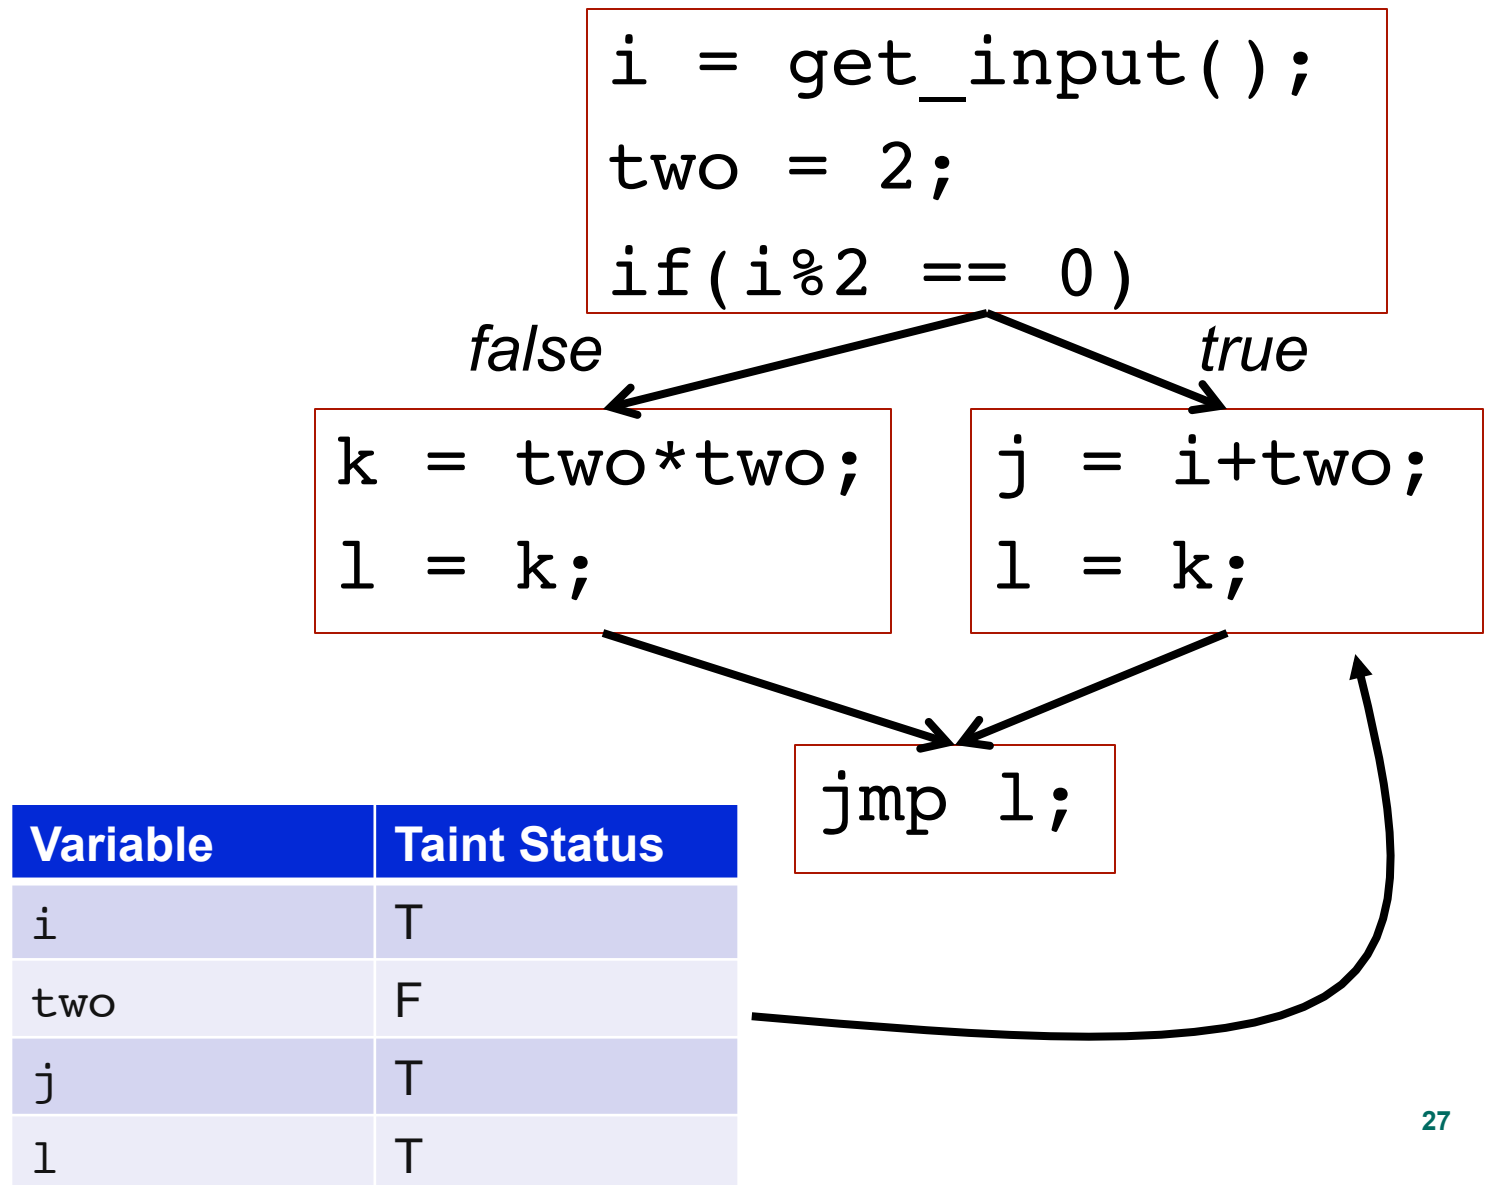 i = get_input();
two = 2;
if(i%2 == 0)
false
true
k = two*two;
l = k;
j = i+two;
l = k;
jmp l;
Variable Taint Status
i T
two F
j T
l T
27